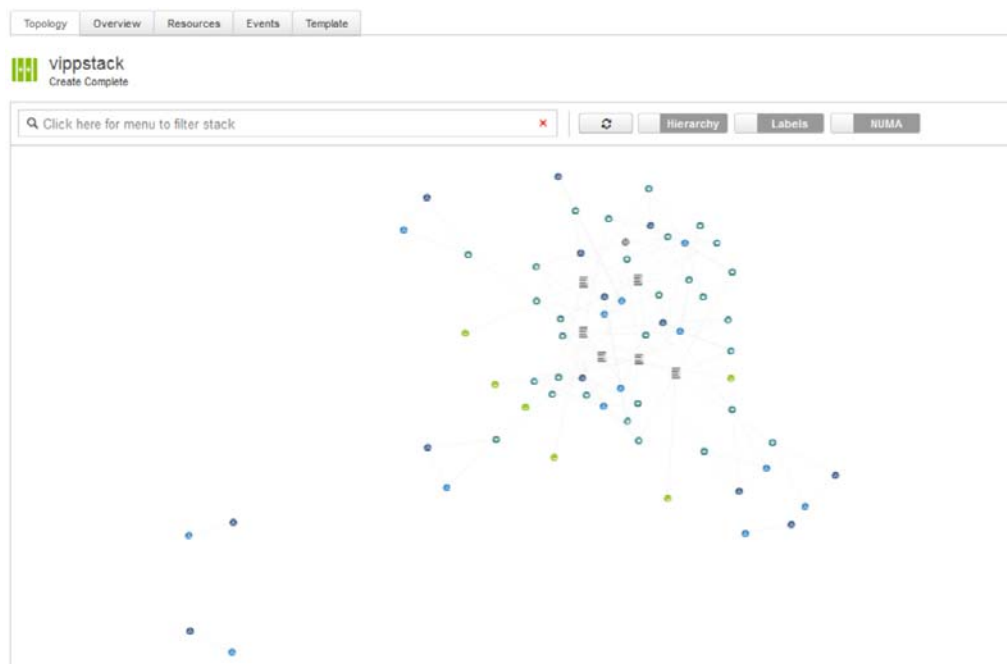 Topology Overview Resources Events Template
vippstack
Create Complete
Click here for menu to filter stack Hierarchy Labels NUMA